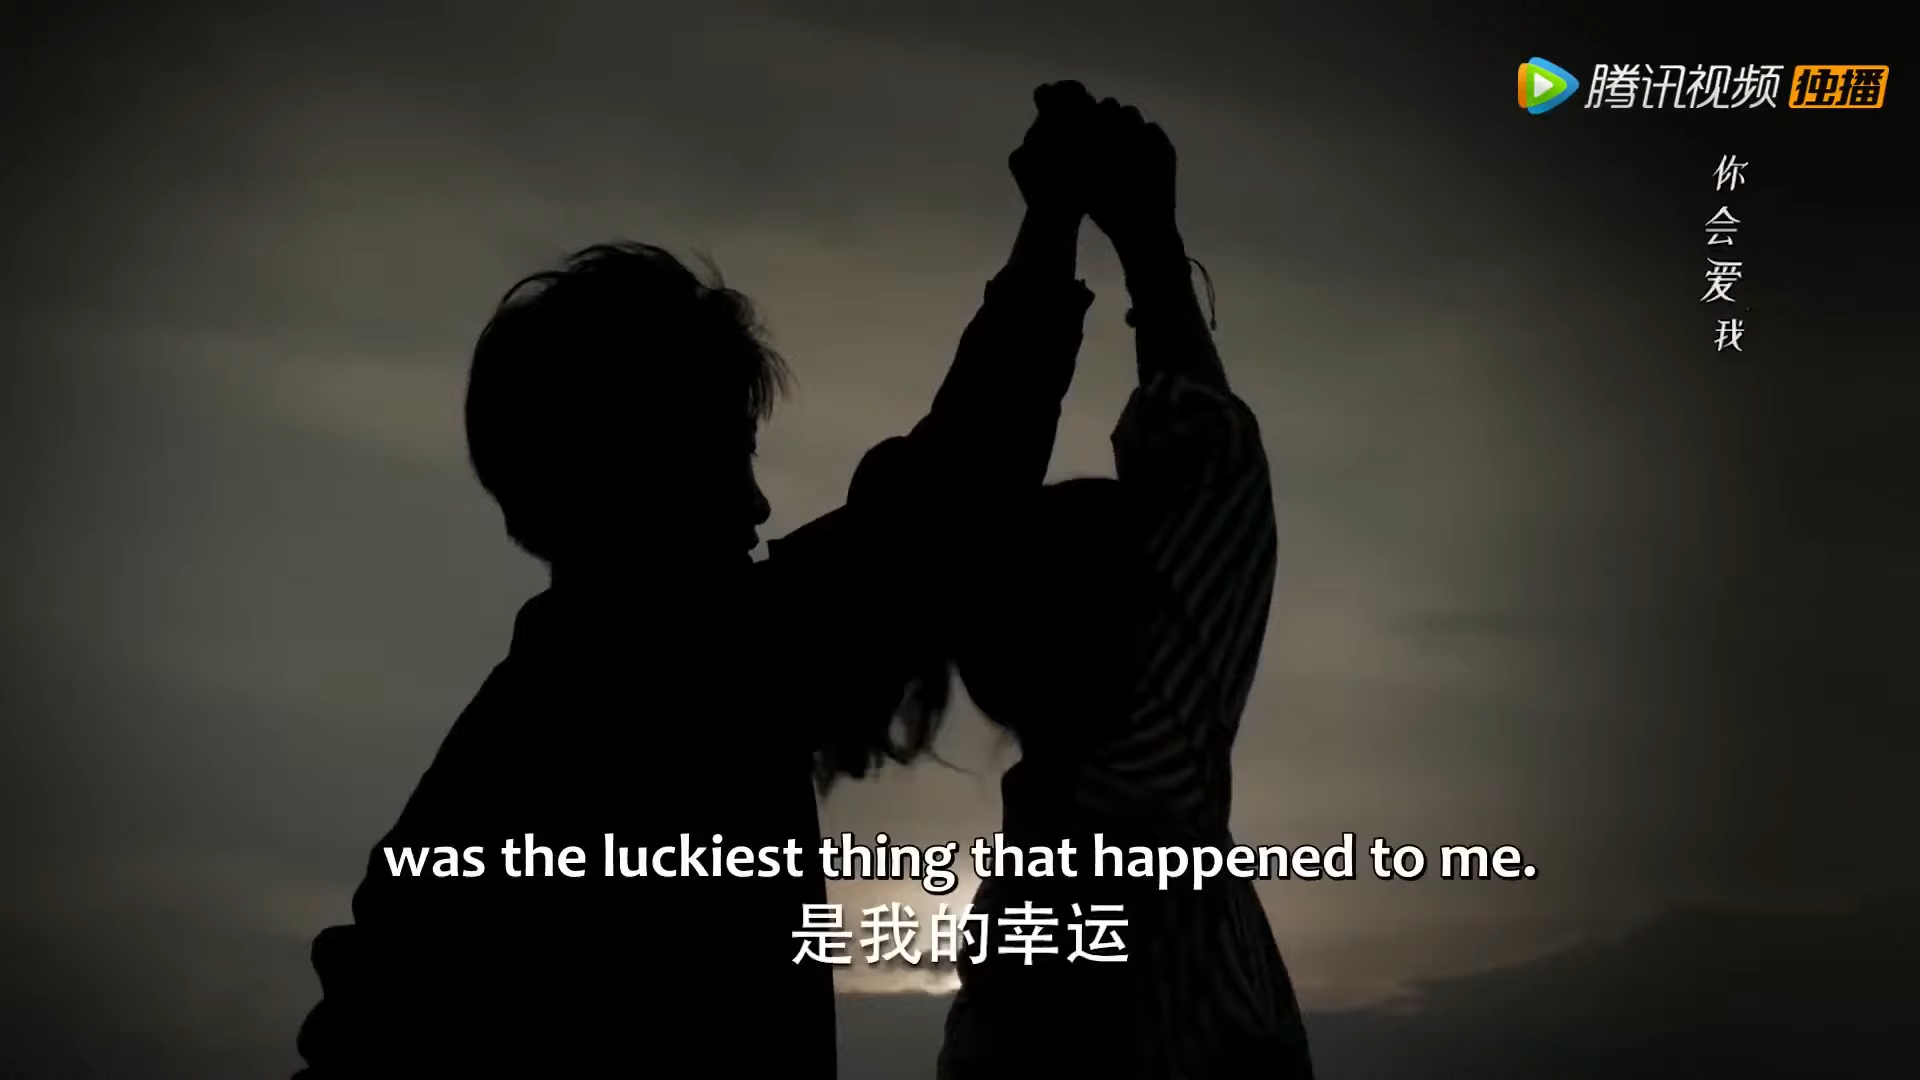 腾讯视频 独播
你会爱我
was the luckiest thing that happened to me.
是我的幸运